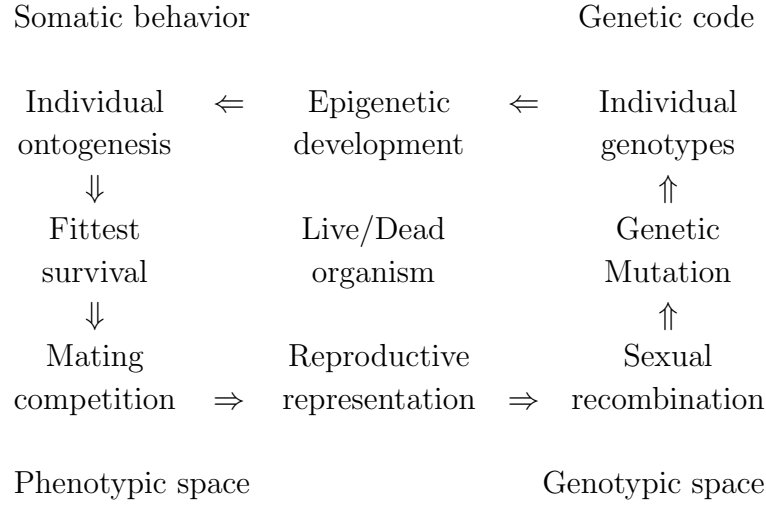 Somatic behavior Genetic code
Individual ⇐ Epigenetic ⇐ Individual
ontogenesis development genotypes
⇓ ⇑
Fittest Live/Dead Genetic
survival organism Mutation
⇓ ⇑
Mating Reproductive Sexual
competition ⇒ representation ⇒ recombination
Phenotypic space Genotypic space